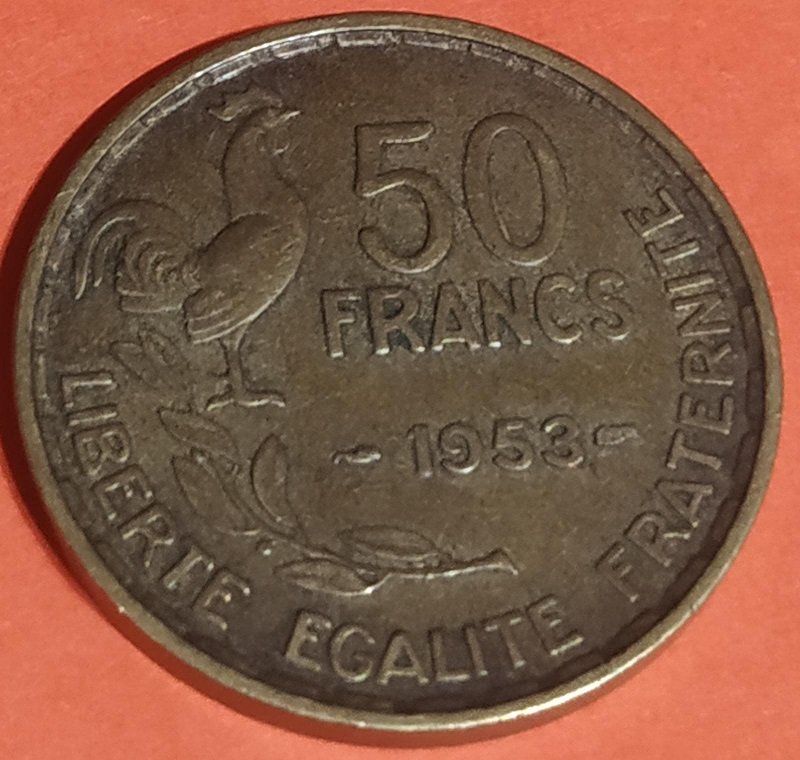 50
FRANCS
- 1953 -
LIBERTE EGALITE FRATERNITE